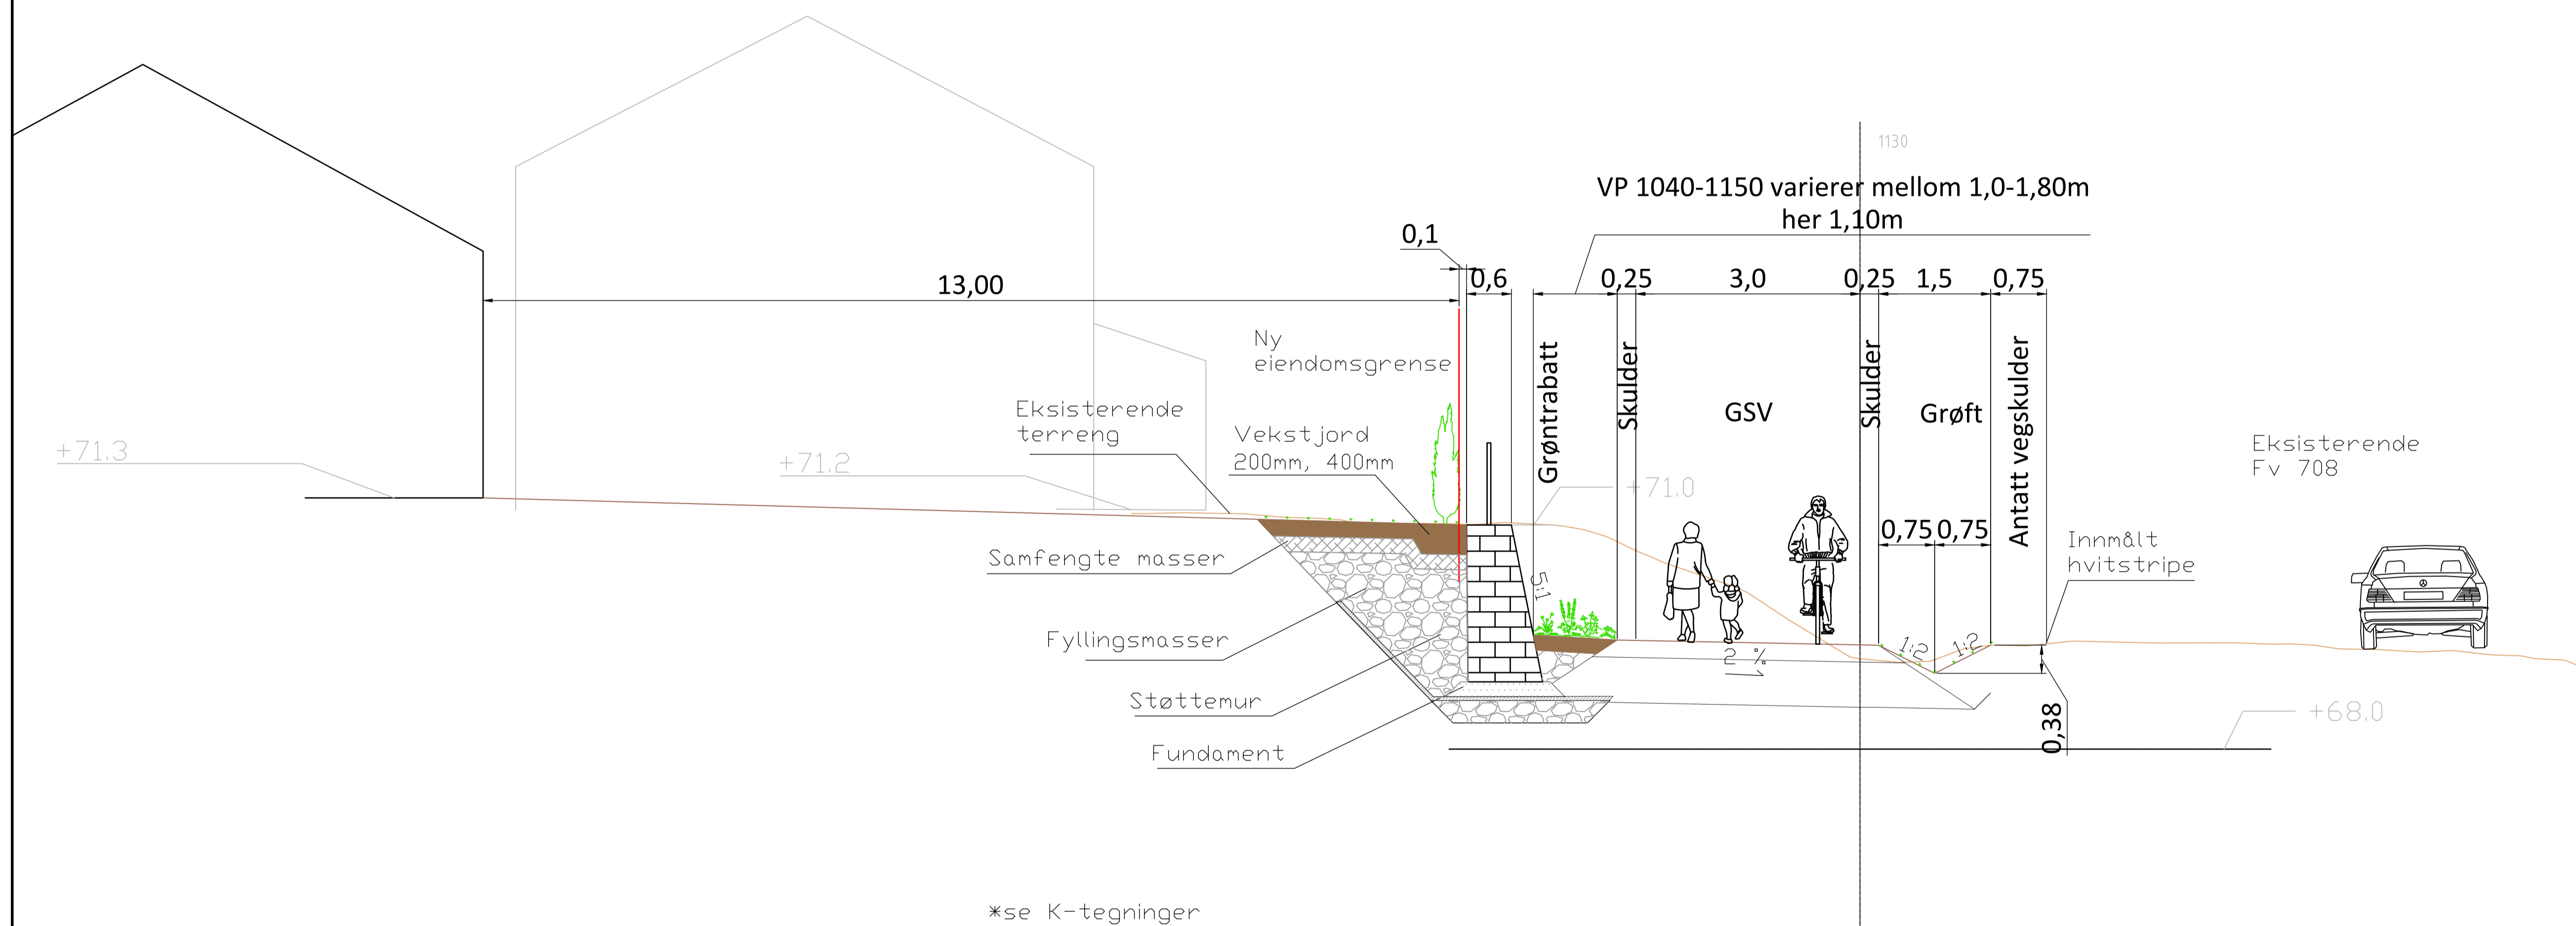 1130
VP 1040-1150 varierer mellom 1,0-1,80m
her 1,10m
0,1
13,00
0,6
0,25
3,0
0,25
1,5
0,75
Ny
eiendomsgrense
Grøntrabatt
Skulder
GSV
Skulder
Grøft
Antatt vegskulder
Eksisterende
terreng
Vekstjord
200mm, 400mm
+71.3
+71.2
+71.0
Eksisterende
Fv 708
0,75
0,75
Innmålt
hvitstripe
Samfengte masser
5:1
Fyllingsmasser
2 %
1:2
1:2
Støttemur
0,38
+68.0
Fundament
*se K-tegninger